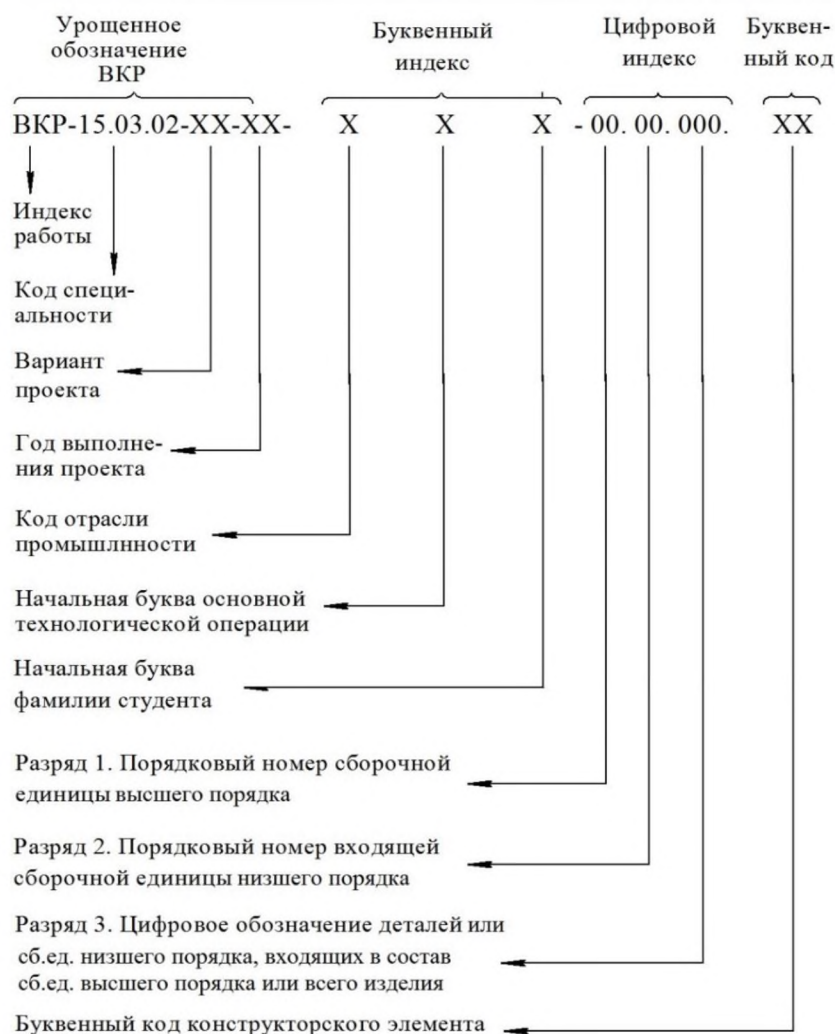 Урощенное
обозначение
ВКР
Буквенный
индекс
Цифровой
индекс
Буквен-
ный код
ВКР-15.03.02-ХХ-ХХ- Х Х Х - 00. 00. 000. ХХ
Индекс
работы
Код специ-
альности
Вариант
проекта
Год выполне-
ния проекта
Код отрасли
промышлнности
Начальная буква основной
технологической операции
Начальная буква
фамилии студента
Разряд 1. Порядковый номер сборочной
единицы высшего порядка
Разряд 2. Порядковый номер входящей
сборочной единицы низшего порядка
Разряд 3. Цифровое обозначение деталей или
сб.ед. низшего порядка, входящих в состав
сб.ед. высшего порядка или всего изделия
Буквенный код конструкторского элемента